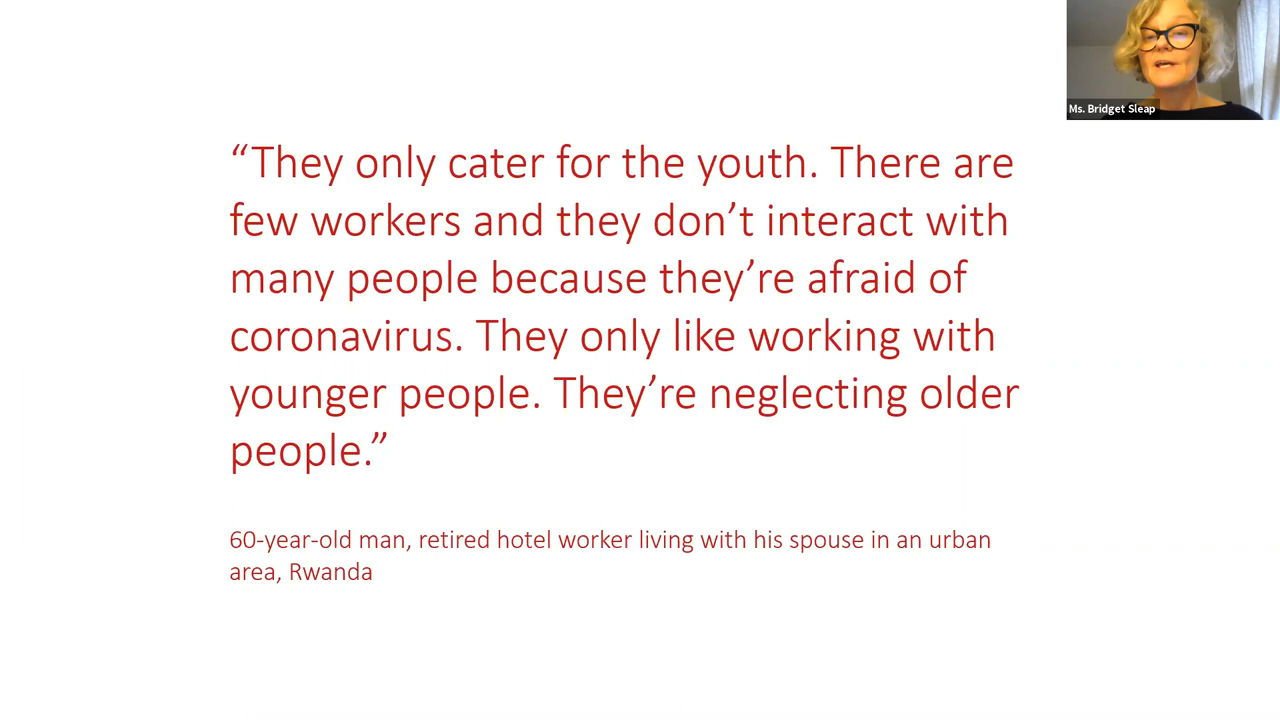 Ms. Bridget Sleap
“They only cater for the youth. There are
few workers and they don’t interact with
many people because they’re afraid of
coronavirus. They only like working with
younger people. They’re neglecting older
people.”
60-year-old man, retired hotel worker living with his spouse in an urban
area, Rwanda